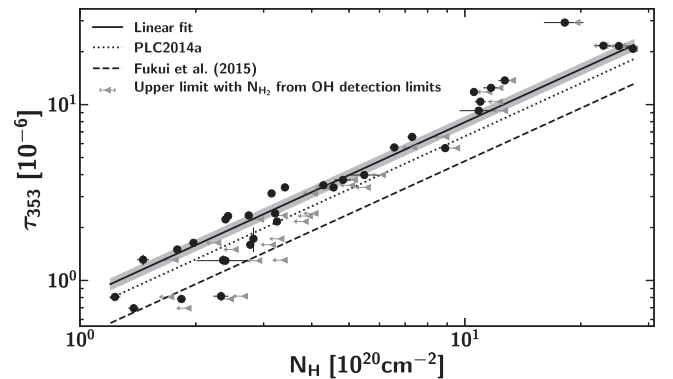 Linear fit
PLC2014a
Fukui et al. (2015)
Upper limit with N_H₂ from OH detection limits
τ₃₅₃ [10⁻⁶]
10¹
10⁰
10⁰
10¹
N_H [10²⁰cm⁻²]